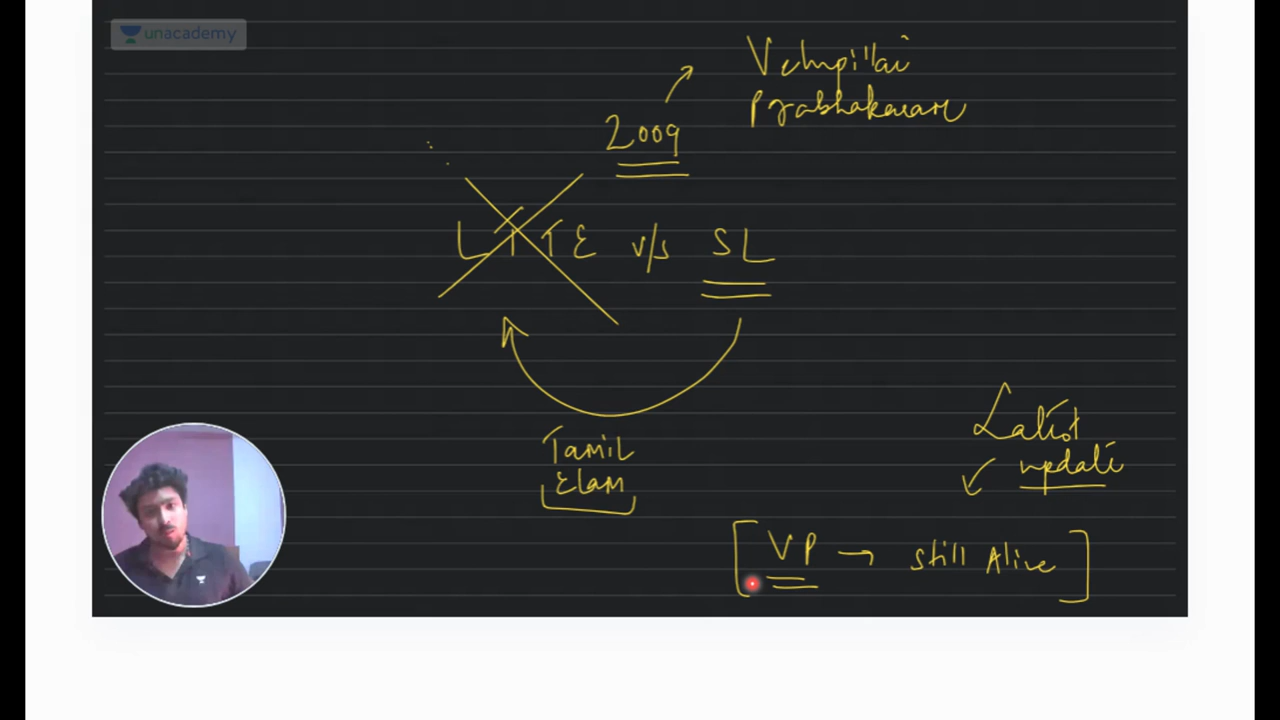 unacademy
Velupillai
Prabhakaran
2009
LTTE v/s SL
Tamil
Elam
Latest
update
VP → Still Alive